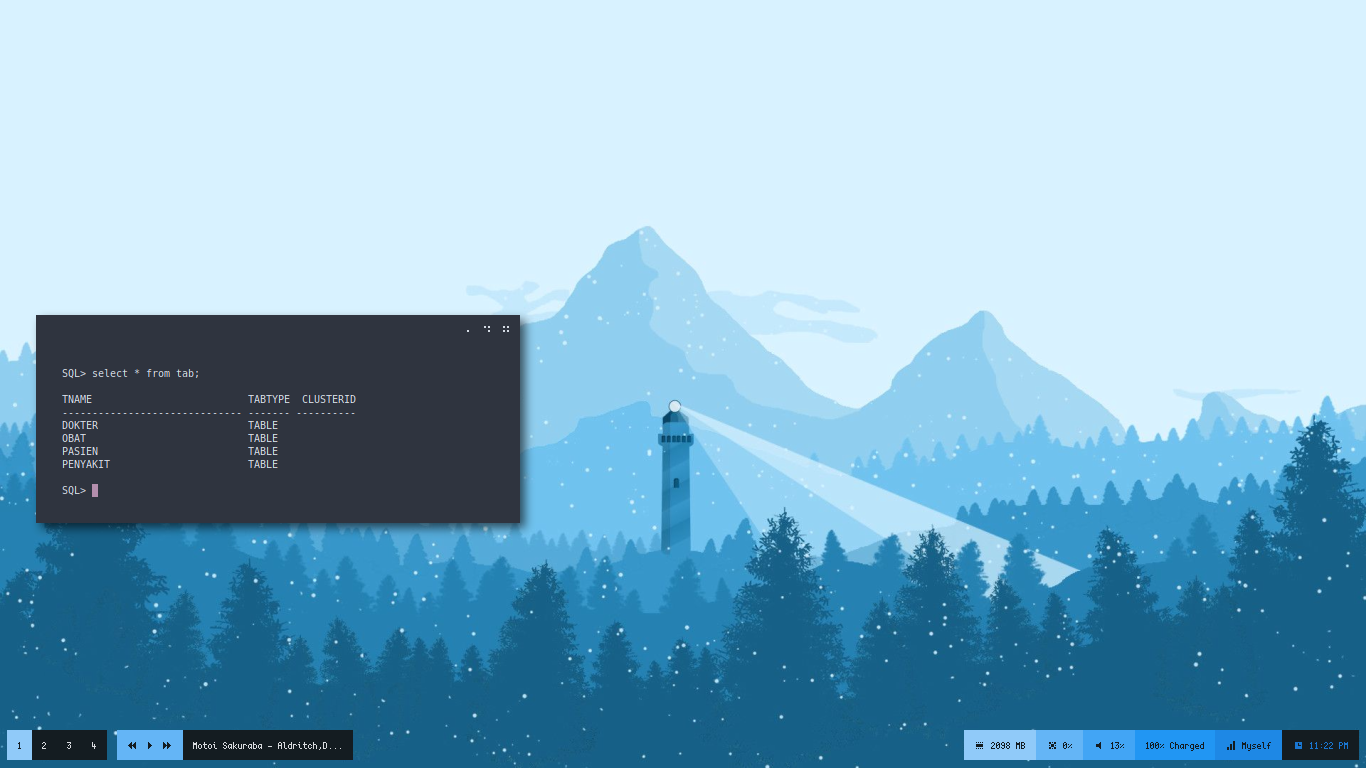 SQL> select * from tab;
TNAME TABTYPE CLUSTERID
------------------------------ ------- ----------
DOKTER TABLE
OBAT TABLE
PASIEN TABLE
PENYAKIT TABLE
SQL>
1 2 3 4 Motoi Sakuraba - Aldritch,D... 2098 MB 0% 13% 100% Charged Myself 11:22 PM